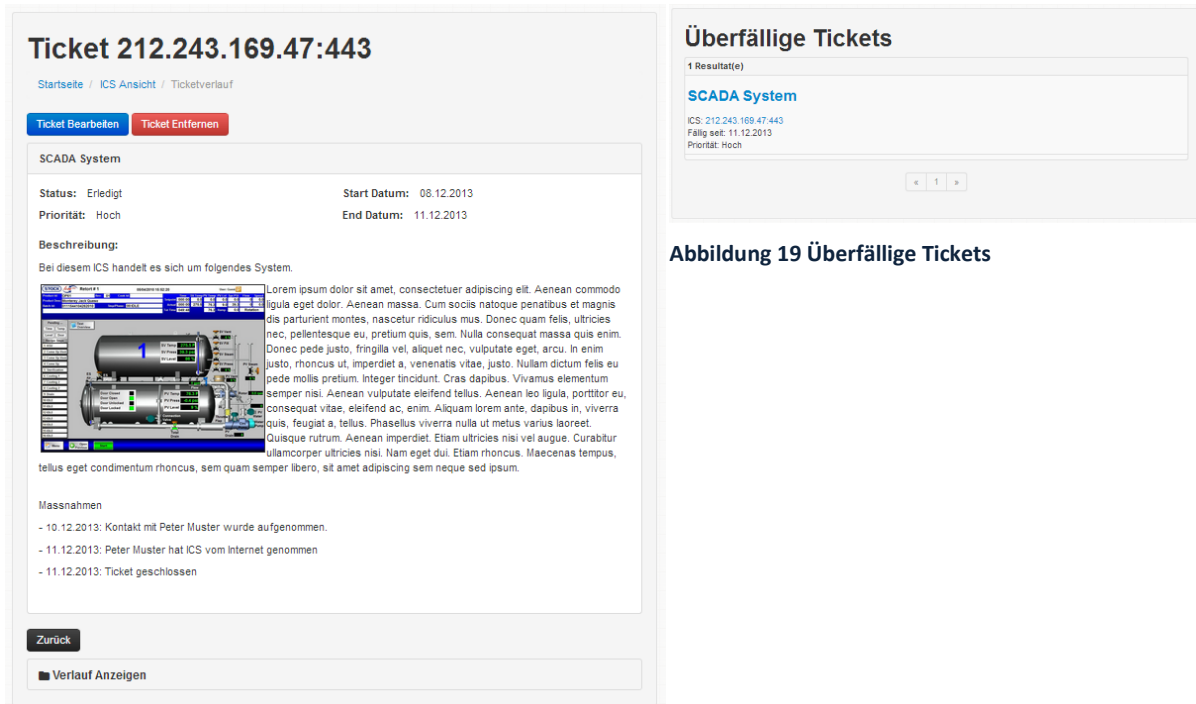 Ticket 212.243.169.47:443
Startseite / ICS Ansicht / Ticketverlauf
Ticket Bearbeiten Ticket Entfernen
SCADA System
Status: Erledigt Start Datum: 08.12.2013
Priorität: Hoch End Datum: 11.12.2013
Beschreibung:
Bei diesem ICS handelt es sich um folgendes System.
Lorem ipsum dolor sit amet, consectetuer adipiscing elit. Aenean commodo
ligula eget dolor. Aenean massa. Cum sociis natoque penatibus et magnis
dis parturient montes, nascetur ridiculus mus. Donec quam felis, ultricies
nec, pellentesque eu, pretium quis, sem. Nulla consequat massa quis enim.
Donec pede justo, fringilla vel, aliquet nec, vulputate eget, arcu. In enim
justo, rhoncus ut, imperdiet a, venenatis vitae, justo. Nullam dictum felis eu
pede mollis pretium. Integer tincidunt. Cras dapibus. Vivamus elementum
semper nisi. Aenean vulputate eleifend tellus. Aenean leo ligula, porttitor eu,
consequat vitae, eleifend ac, enim. Aliquam lorem ante, dapibus in, viverra
quis, feugiat a, tellus. Phasellus viverra nulla ut metus varius laoreet.
Quisque rutrum. Aenean imperdiet. Etiam ultricies nisi vel augue. Curabitur
ullamcorper ultricies nisi. Nam eget dui. Etiam rhoncus. Maecenas tempus,
tellus eget condimentum rhoncus, sem quam semper libero, sit amet adipiscing sem neque sed ipsum.
1
Door Closed
Door Open
Door Unlocked
Door Locked
Massnahmen
- 10.12.2013: Kontakt mit Peter Muster wurde aufgenommen.
- 11.12.2013: Peter Muster hat ICS vom Internet genommen
- 11.12.2013: Ticket geschlossen
Zurück
Verlauf Anzeigen
Überfällige Tickets
1 Resultat(e)
SCADA System
ICS: 212.243.169.47:443
Fällig seit: 11.12.2013
Priorität: Hoch
« 1 »
Abbildung 19 Überfällige Tickets